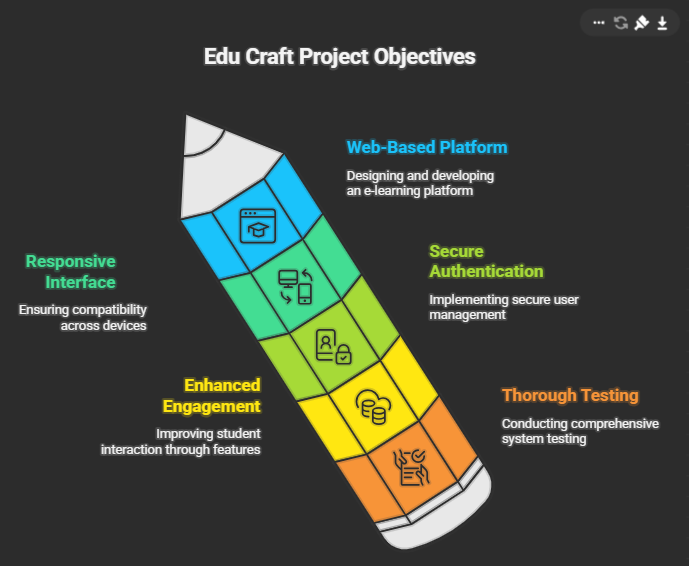 Edu Craft Project Objectives
Web-Based Platform
Designing and developing
an e-learning platform
Responsive
Interface
Ensuring compatibility
across devices
Secure
Authentication
Implementing secure user
management
Enhanced
Engagement
Improving student
interaction through features
Thorough Testing
Conducting comprehensive
system testing